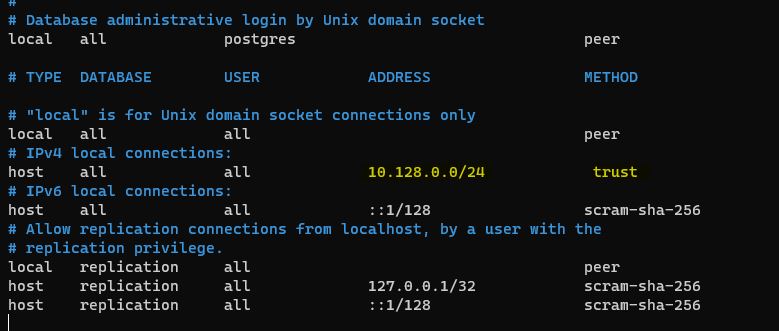 #
# Database administrative login by Unix domain socket
local   all             postgres                                peer
# TYPE  DATABASE        USER            ADDRESS                 METHOD
# "local" is for Unix domain socket connections only
local   all             all                                     peer
# IPv4 local connections:
host    all             all             10.128.0.0/24            trust
# IPv6 local connections:
host    all             all             ::1/128                 scram-sha-256
# Allow replication connections from localhost, by a user with the
# replication privilege.
local   replication     all                                     peer
host    replication     all             127.0.0.1/32            scram-sha-256
host    replication     all             ::1/128                 scram-sha-256